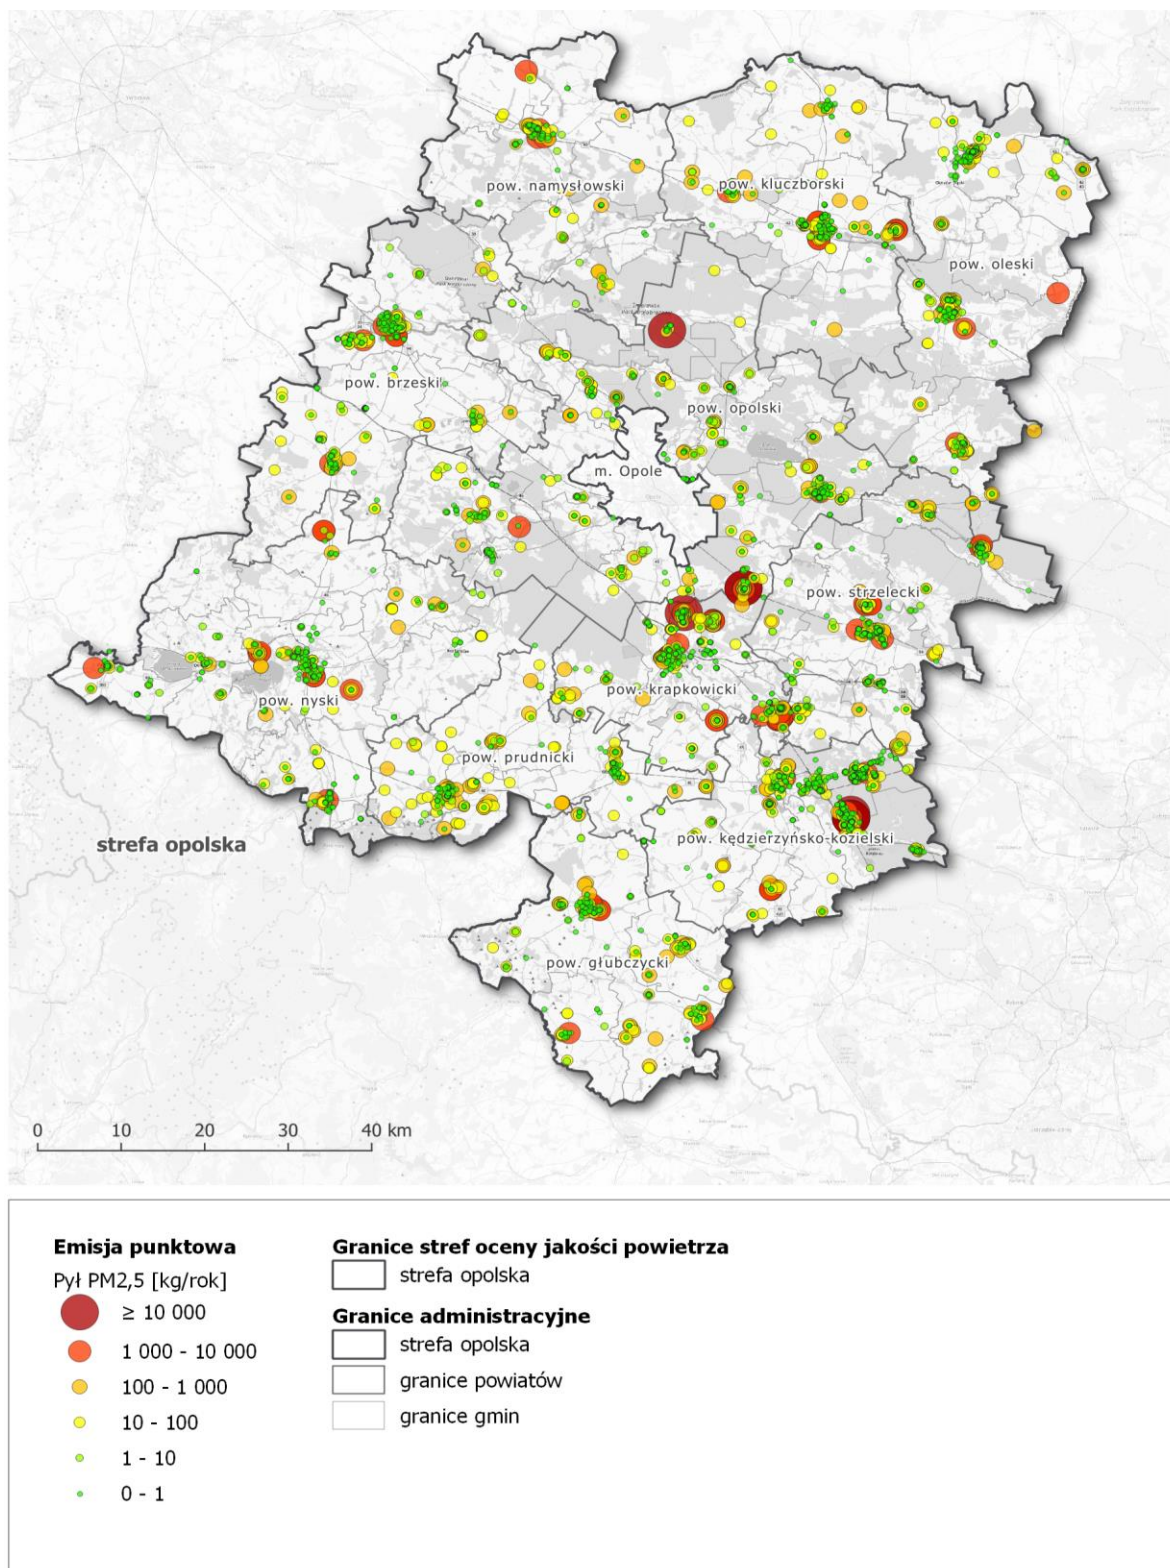 pow. namysłowski
pow. kluczborski
pow. oleski
pow. brzeski
pow. opolski
m. Opole
pow. strzelecki
pow. krapkowicki
pow. nyski
pow. prudnicki
strefa opolska
pow. kędzierzyńsko-kozielski
pow. głubczycki
0 10 20 30 40 km
Emisja punktowa
Pył PM2,5 [kg/rok]
≥ 10 000
1 000 - 10 000
100 - 1 000
10 - 100
1 - 10
0 - 1
Granice stref oceny jakości powietrza
strefa opolska
Granice administracyjne
strefa opolska
granice powiatów
granice gmin